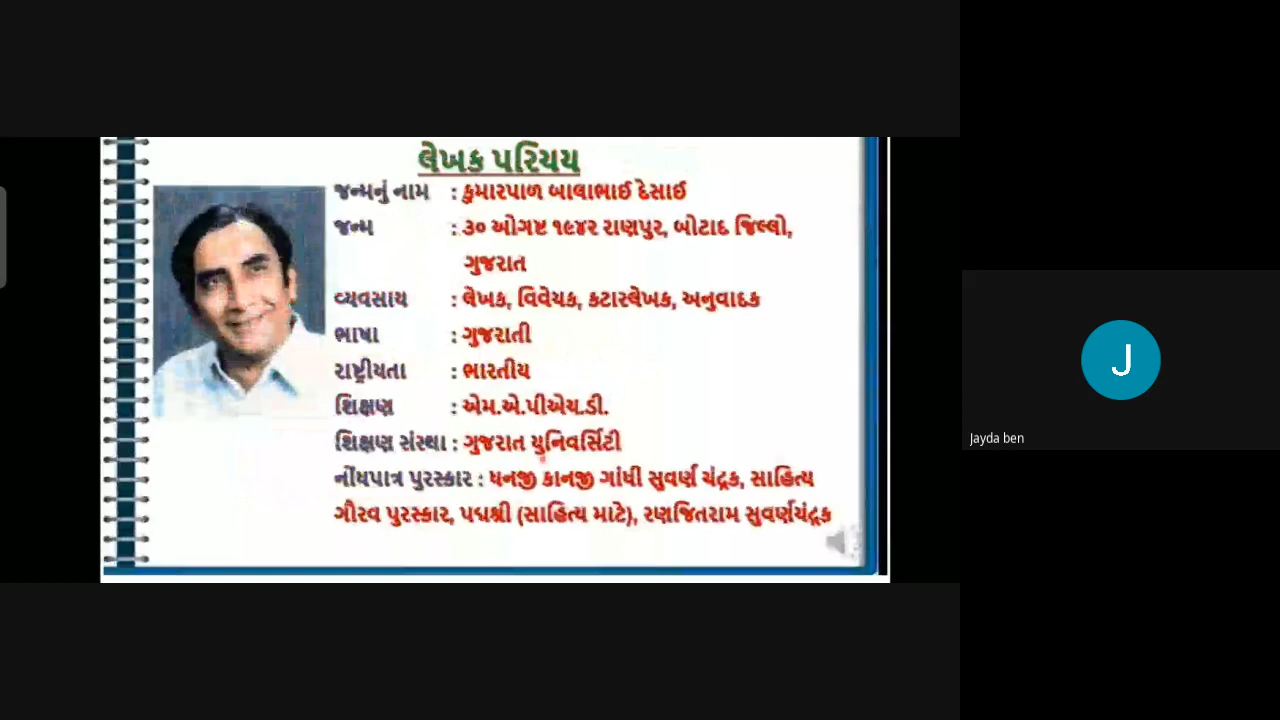 લેખક પરિચય
જન્મનું નામ : કુમારપાળ બાલાભાઈ દેસાઈ
જન્મ : ૩૦ ઓગષ્ટ ૧૯૪૨ રાણપુર, બોટાદ જિલ્લો,
ગુજરાત
વ્યવસાય : લેખક, વિવેચક, કટારલેખક, અનુવાદક
ભાષા : ગુજરાતી
રાષ્ટ્રીયતા : ભારતીય
શિક્ષણ : એમ.એ.પીએચ.ડી.
શિક્ષણ સંસ્થા : ગુજરાત યુનિવર્સિટી
નોંધપાત્ર પુરસ્કાર : ધનજી કાનજી ગાંધી સુવર્ણ ચંદ્રક, સાહિત્ય
ગૌરવ પુરસ્કાર, પદ્મશ્રી (સાહિત્ય માટે), રણજિતરામ સુવર્ણચંદ્રક
J
Jayda ben